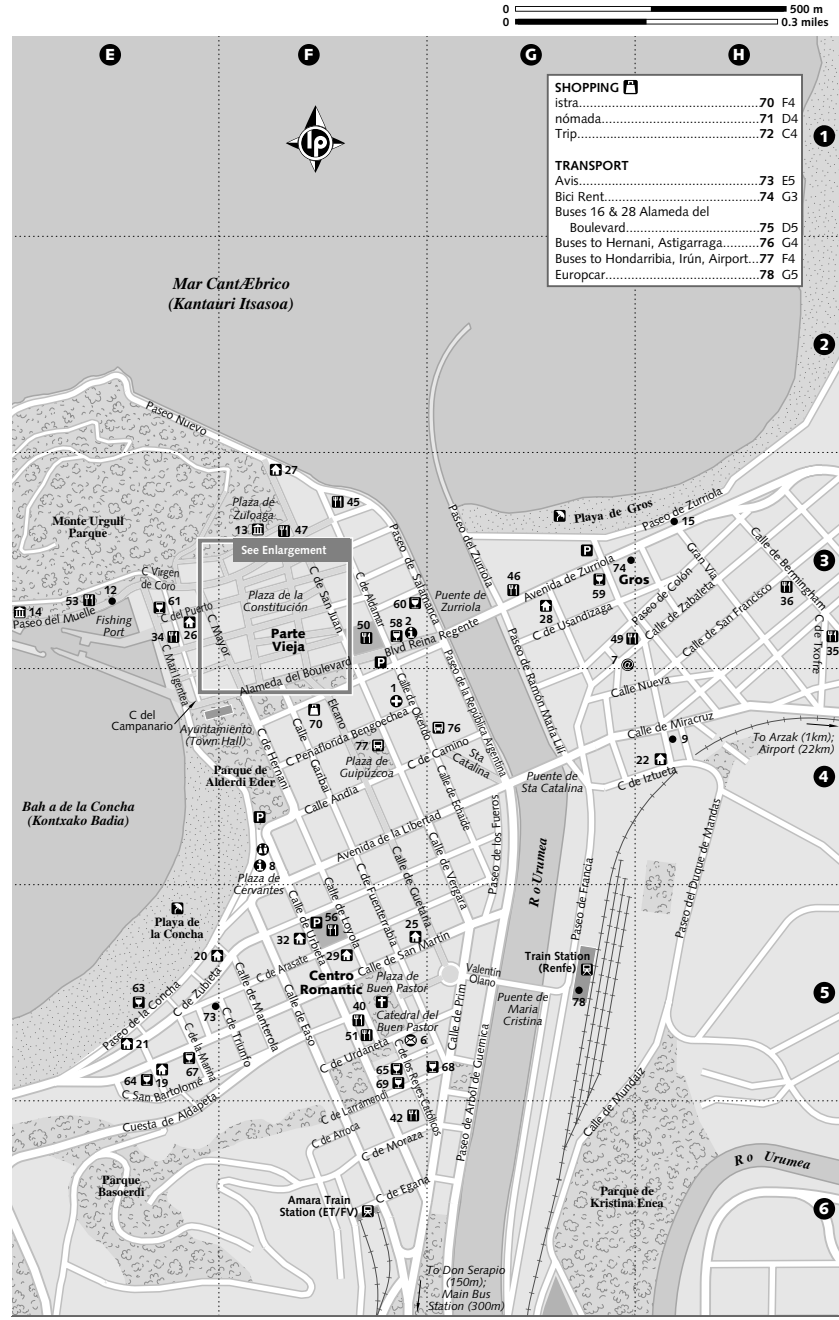 0 500 m
0 0.3 miles
E F G H
SHOPPING
istra 70 F4
nómada 71 D4
Trip 72 C4
TRANSPORT
Avis 73 E5
Bici Rent 74 G3
Buses 16 & 28 Alameda del
Boulevard 75 D5
Buses to Hernani, Astigarraga 76 G4
Buses to Hondarribia, Irún, Airport 77 F4
Europcar 78 G5
1
lp
Mar CantÆbrico
(Kantauri Itsasoa)
2
Paseo Nuevo
27
Plaza de
Zuloaga
45
13
47
Monte Urgull
Parque
See Enlargement
Playa de Gros
Paseo de Zurriola
15
3
C Virgen
de Coro
Plaza de la
Constitución
C de San Juan
C de Aldamar
Paseo de Salamanca
Paseo del Zurriola
Puente de
Zurriola
46
Avenida de Zurriola
74
Gros
59
28
C de Usandizaga
Paseo de Colón
Gran Vía
Calle de Zabaleta
Calle de San Francisco
Calle de Bermingham
36
C de Txofre
35
14
53
12
61
Paseo del Muelle
C del Puerto
Fishing
Port
34
26
C Mayor
Parte
Vieja
60
58
2
50
Blvd Reina Regente
49
7
C Mari Igentea
Alameda del Boulevard
1
C del
Campanario
Ayuntamiento
(Town Hall)
70
Calle
Elcano
Garibai
C Peñaflorida Bengoechea
Calle de Okendo
Paseo de la República Argentina
Paseo de Ramón María Lili
Calle Nueva
Calle de Miracruz
9
To Arzak (1km);
Airport (22km)
76
77
Plaza de
Guipúzcoa
C de Camino
Sta
Catalina
22
C de Iztueta
Puente de
Sta Catalina
4
Parque de
Alderdi Eder
C de Hernani
Calle Andia
C de Echaide
Bah a de la Concha
(Kontxako Badia)
Avenida de la Libertad
Paseo de los Fueros
R o Urumea
Paseo de Francia
Paseo del Duque de Mandas
8
Plaza de
Cervantes
Calle de Urbieta
Calle de Loyola
C de Fuenterrabia
Calle de Guetaria
Calle de Vergara
Playa de
la Concha
56
32
25
20
29
C de Arasate
Calle de San Martín
Centro
Romantic
Plaza de
Buen Pastor
Valentín
Olano
Train Station
(Renfe)
5
63
Paseo de la Concha
C de Zubieta
73
C de Triunfo
Calle de Manterola
Calle de Easo
40
Catedral del
Buen Pastor
Calle de Prim
Puente de
Maria
Cristina
78
21
C de la Marina
51
6
C de Urdaneta
C de los Reyes Católicos
Paseo de Arbol de Guernica
64
19
67
65
69
68
C San Bartolomé
Cuesta de Aldapeta
C de Larramendi
42
C de Arroca
C de Moraza
Calle de Mundaiz
R o Urumea
Parque
Basoerdi
C de Egana
Amara Train
Station (ET/FV)
Parque de
Kristina Enea
6
To Don Serapio
(150m);
Main Bus
Station (300m)